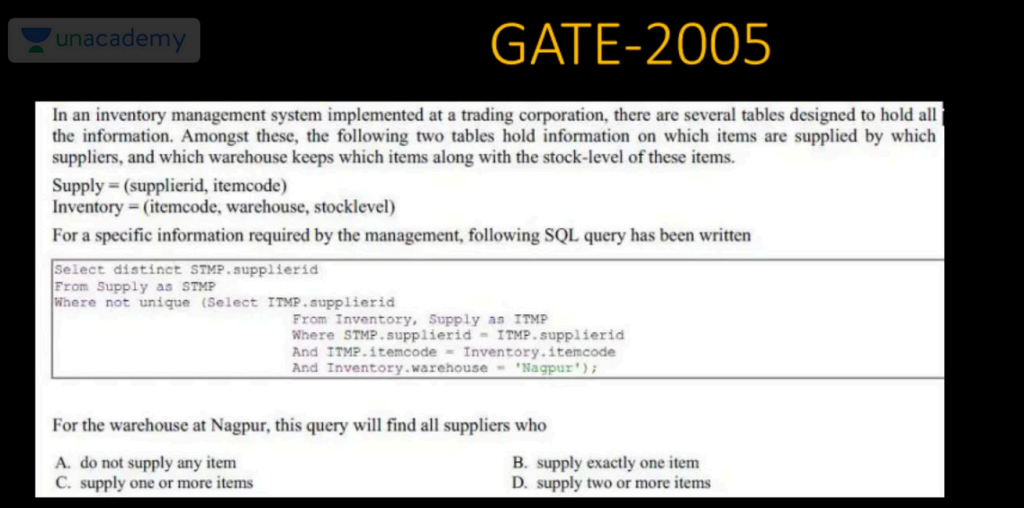 unacademy
GATE-2005
In an inventory management system implemented at a trading corporation, there are several tables designed to hold all
the information. Amongst these, the following two tables hold information on which items are supplied by which
suppliers, and which warehouse keeps which items along with the stock-level of these items.
Supply = (supplierid, itemcode)
Inventory = (itemcode, warehouse, stocklevel)
For a specific information required by the management, following SQL query has been written
Select distinct STMP.supplierid
From Supply as STMP
Where not unique (Select ITMP.supplierid
From Inventory, Supply as ITMP
Where STMP.supplierid = ITMP.supplierid
And ITMP.itemcode = Inventory.itemcode
And Inventory.warehouse = 'Nagpur');
For the warehouse at Nagpur, this query will find all suppliers who
A. do not supply any item
B. supply exactly one item
C. supply one or more items
D. supply two or more items